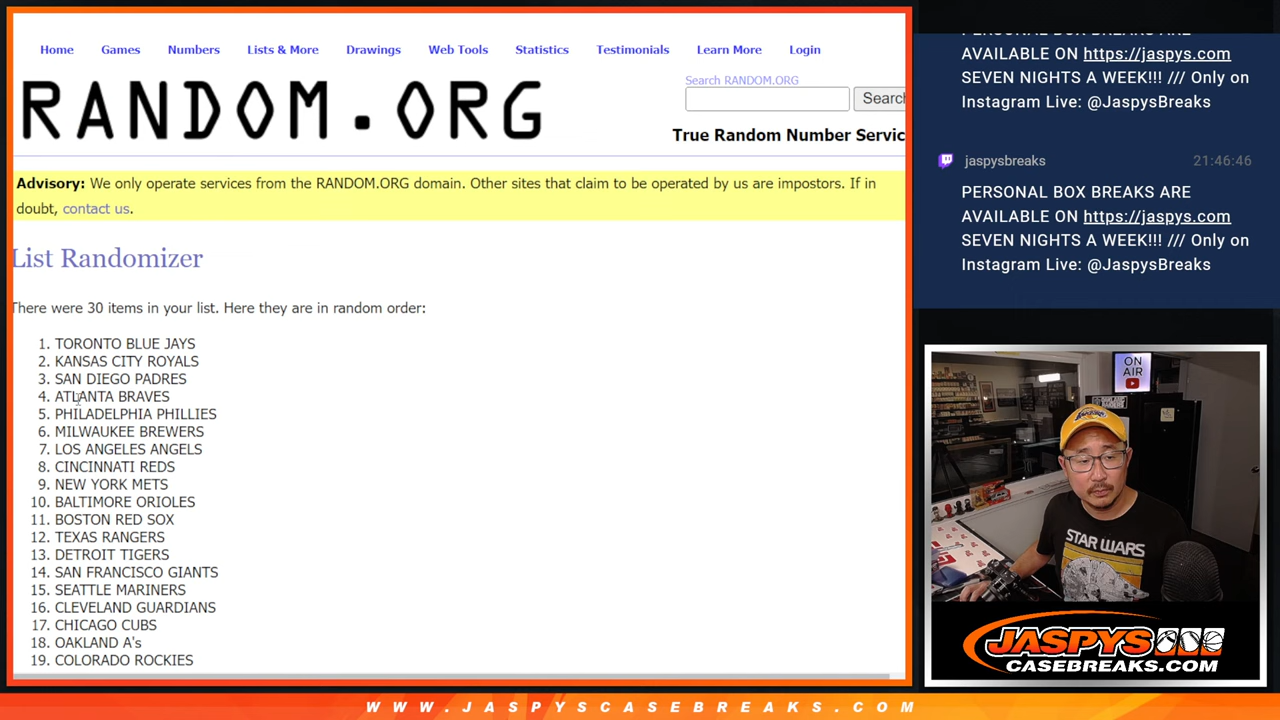 Home Games Numbers Lists & More Drawings Web Tools Statistics Testimonials Learn More Login
Search RANDOM.ORG
RANDOM.ORG
Search
True Random Number Servic
Advisory: We only operate services from the RANDOM.ORG domain. Other sites that claim to be operated by us are impostors. If in
doubt, contact us.
List Randomizer
There were 30 items in your list. Here they are in random order:
1. TORONTO BLUE JAYS
2. KANSAS CITY ROYALS
3. SAN DIEGO PADRES
4. ATLANTA BRAVES
5. PHILADELPHIA PHILLIES
6. MILWAUKEE BREWERS
7. LOS ANGELES ANGELS
8. CINCINNATI REDS
9. NEW YORK METS
10. BALTIMORE ORIOLES
11. BOSTON RED SOX
12. TEXAS RANGERS
13. DETROIT TIGERS
14. SAN FRANCISCO GIANTS
15. SEATTLE MARINERS
16. CLEVELAND GUARDIANS
17. CHICAGO CUBS
18. OAKLAND A's
19. COLORADO ROCKIES
PERSONAL BOX BREAKS ARE
AVAILABLE ON https://jaspys.com
SEVEN NIGHTS A WEEK!!! /// Only on
Instagram Live: @JaspysBreaks
jaspysbreaks 21:46:46
PERSONAL BOX BREAKS ARE
AVAILABLE ON https://jaspys.com
SEVEN NIGHTS A WEEK!!! /// Only on
Instagram Live: @JaspysBreaks
ON
AIR
STAR WARS
JASPYS
CASEBREAKS.COM
WWW.JASPYSCASEBREAKS.COM